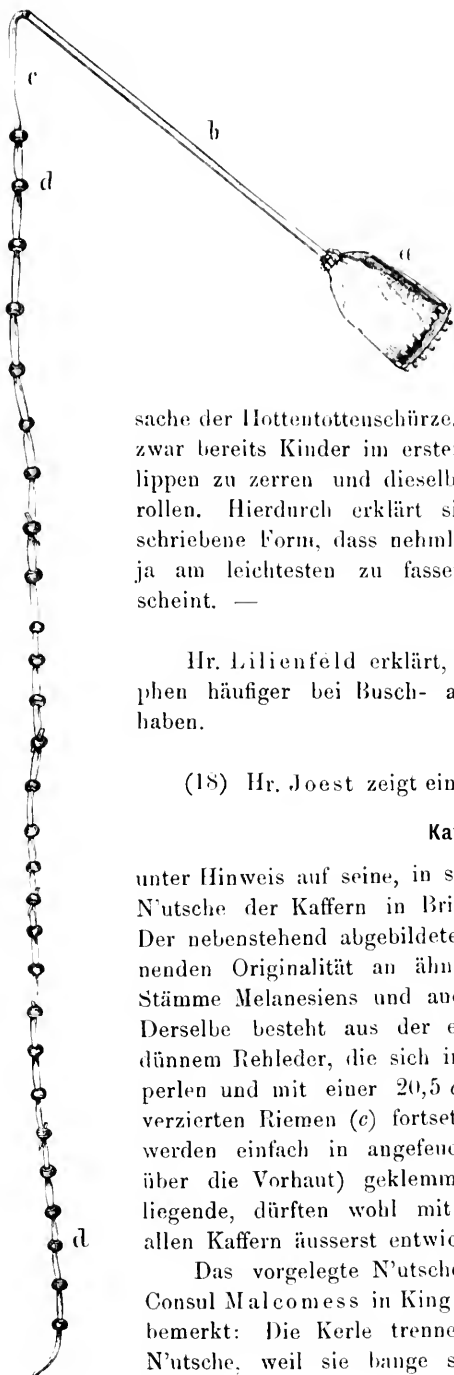 c
b
d
a
sache der Hottentottenschürze.
zwar bereits Kinder im erste
lippen zu zerren und dieselb
rollen. Hierdurch erklärt si
schriebene Form, dass nehml
ja am leichtesten zu fasse
scheint. —
Hr. Lilienfeld erklärt,
phen häufiger bei Busch- a
haben.
(18) Hr. Joest zeigt ein
Ka
unter Hinweis auf seine, in s
N'utsche der Kaffern in Bri
Der nebenstehend abgebildete
nenden Originalität an ähn
Stämme Melanesiens und au
Derselbe besteht aus der e
dünnem Rehleder, die sich i
perlen und mit einer 20,5 c
verzierten Riemen (c) fortset
werden einfach in angefeuc
über die Vorhaut) geklemm
liegende, dürften wohl mit
allen Kaffern äusserst entwic
d
Das vorgelegte N'utsche
Consul Malcomess in King
bemerkt: Die Kerle trenne
N'utsche, weil sie bange s